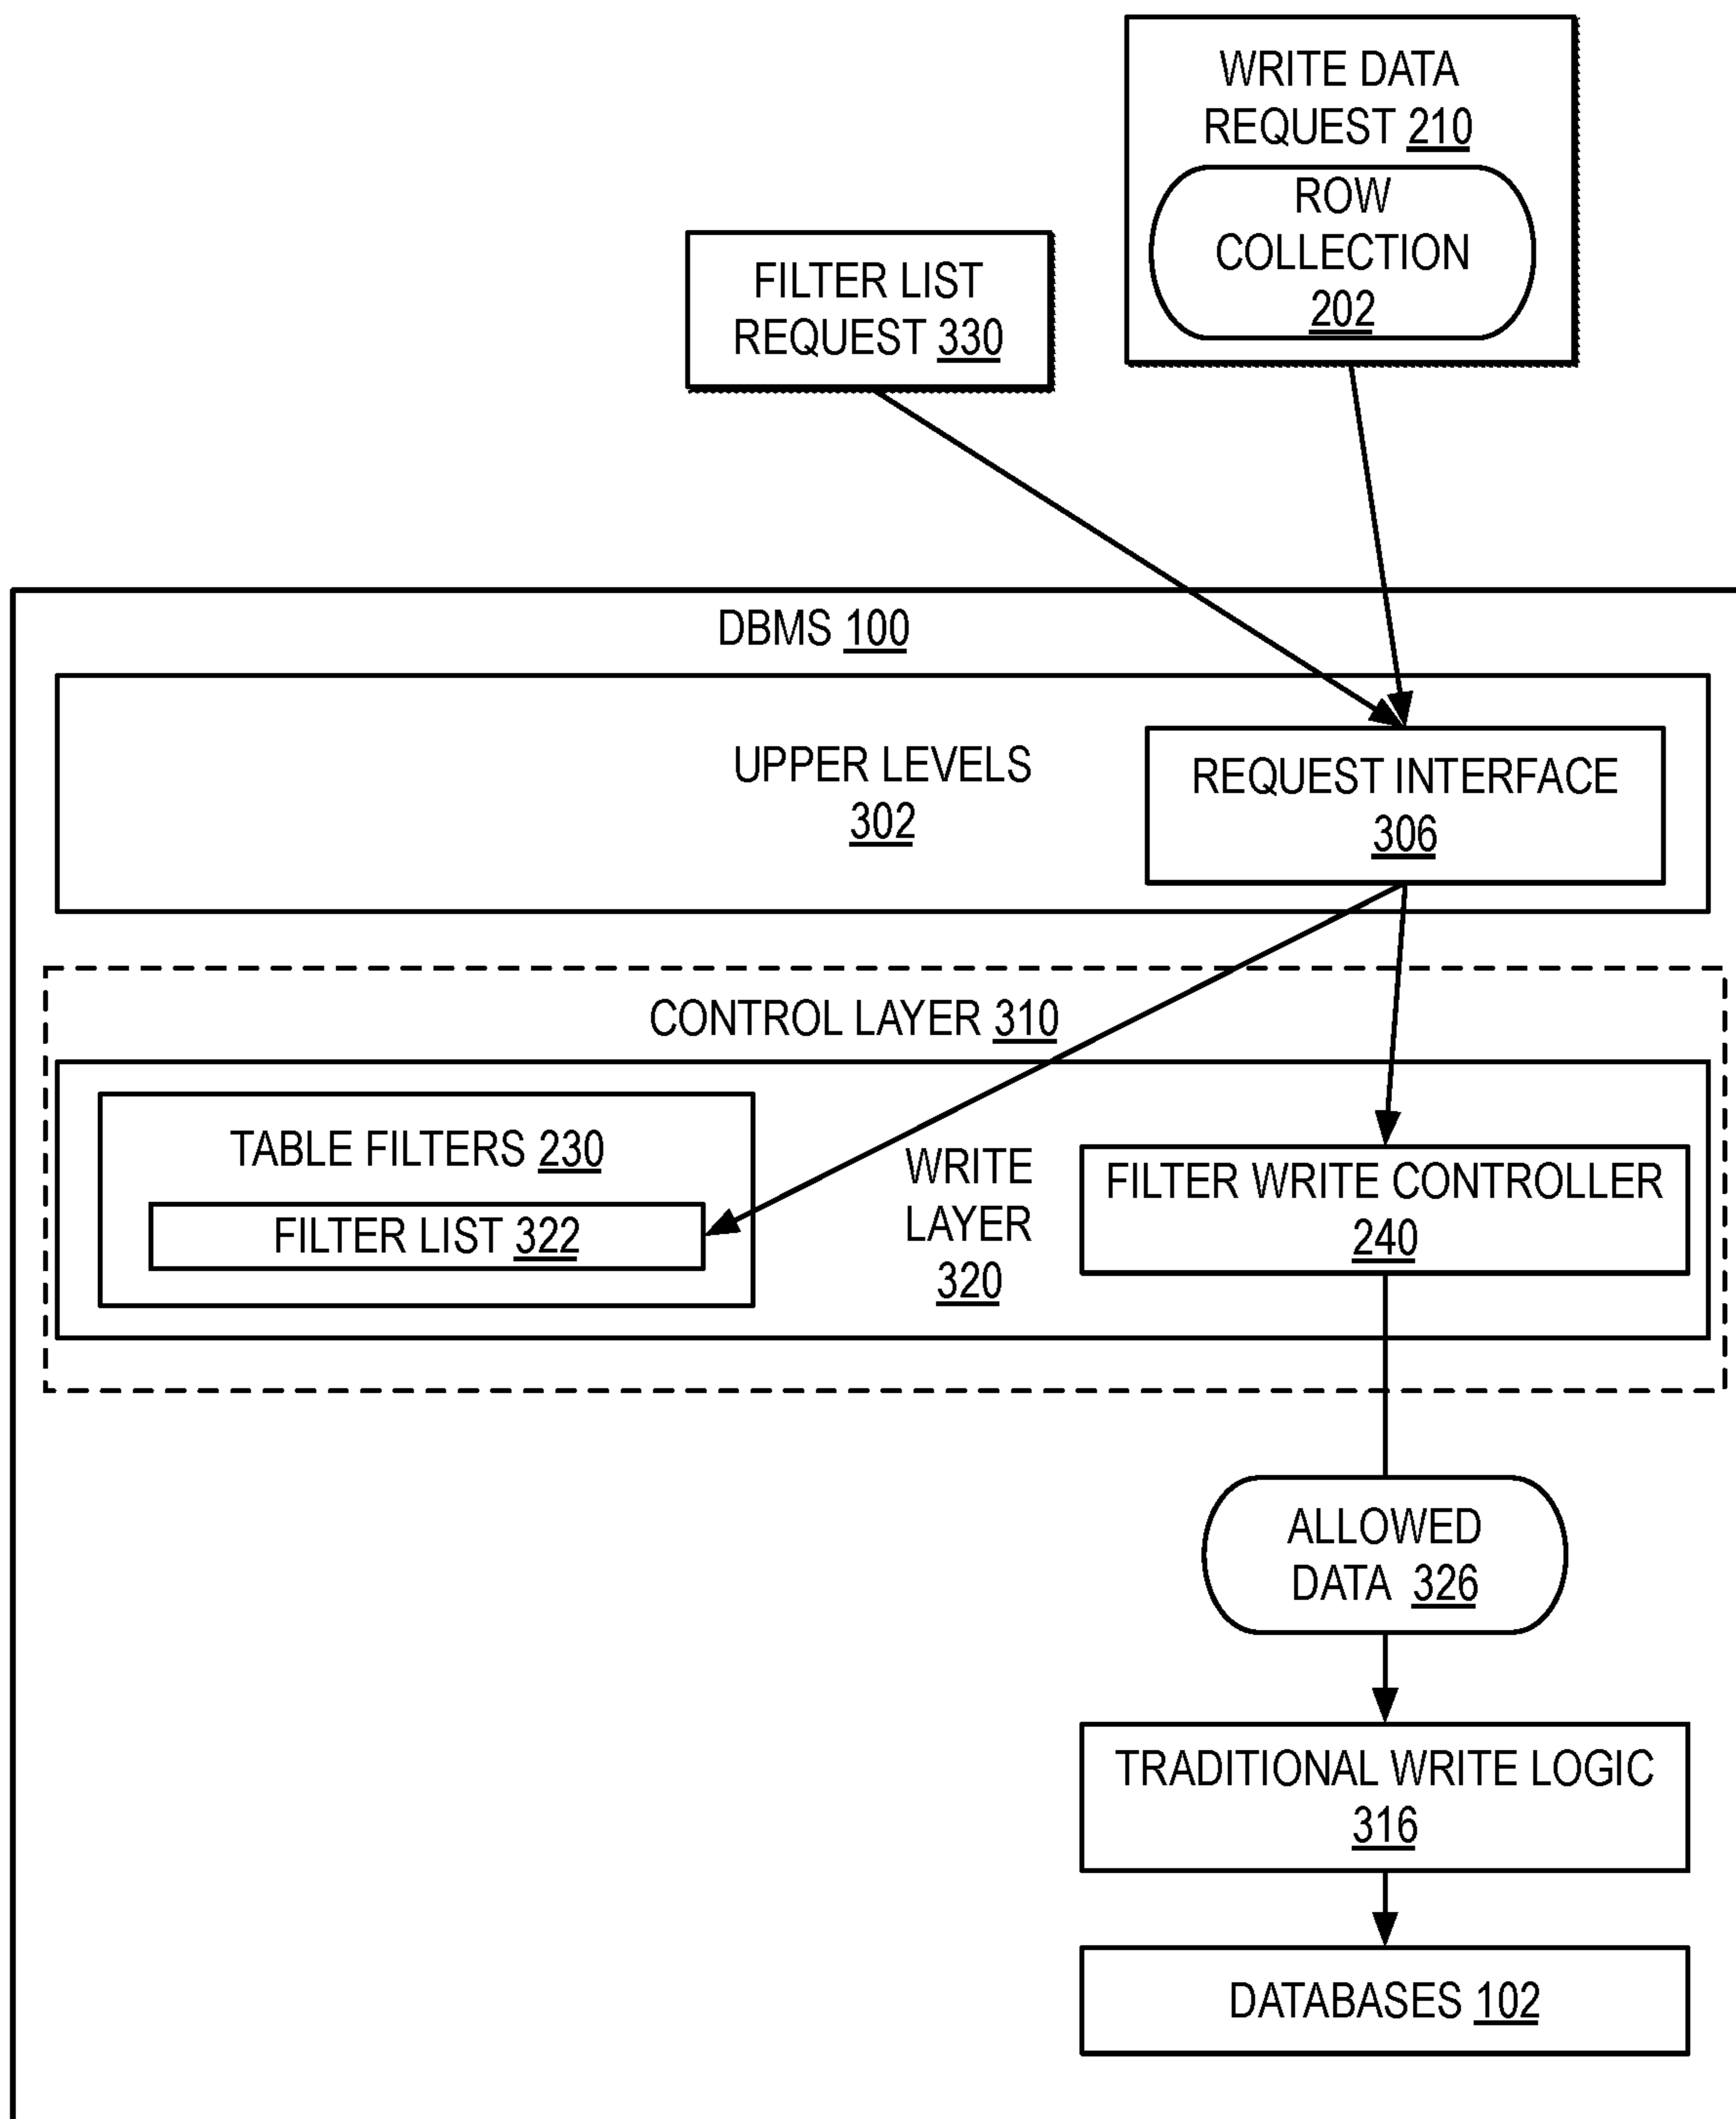 WRITE DATA
REQUEST 210
ROW
COLLECTION
202
FILTER LIST
REQUEST 330
DBMS 100
UPPER LEVELS
302
REQUEST INTERFACE
306
CONTROL LAYER 310
TABLE FILTERS 230
FILTER LIST 322
WRITE
LAYER
320
FILTER WRITE CONTROLLER
240
ALLOWED
DATA 326
TRADITIONAL WRITE LOGIC
316
DATABASES 102